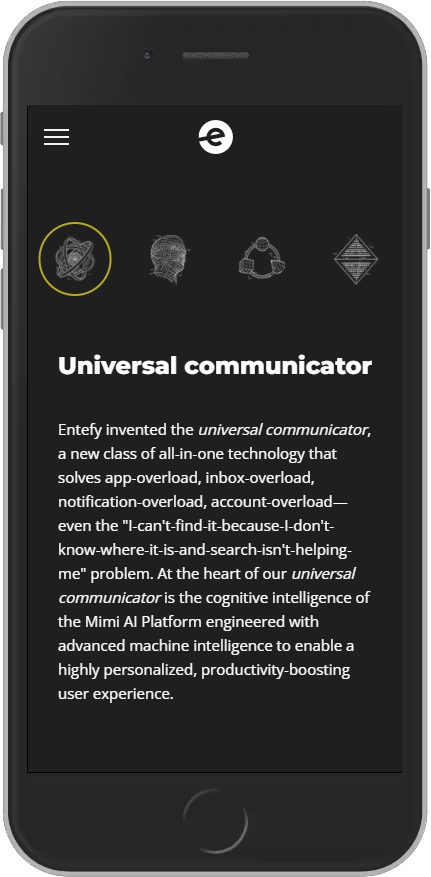 e
Universal communicator
Entefy invented the universal communicator,
a new class of all-in-one technology that
solves app-overload, inbox-overload,
notification-overload, account-overload—
even the "I-can't-find-it-because-I-don't-
know-where-it-is-and-search-isn't-helping-
me" problem. At the heart of our universal
communicator is the cognitive intelligence of
the Mimi AI Platform engineered with
advanced machine intelligence to enable a
highly personalized, productivity-boosting
user experience.